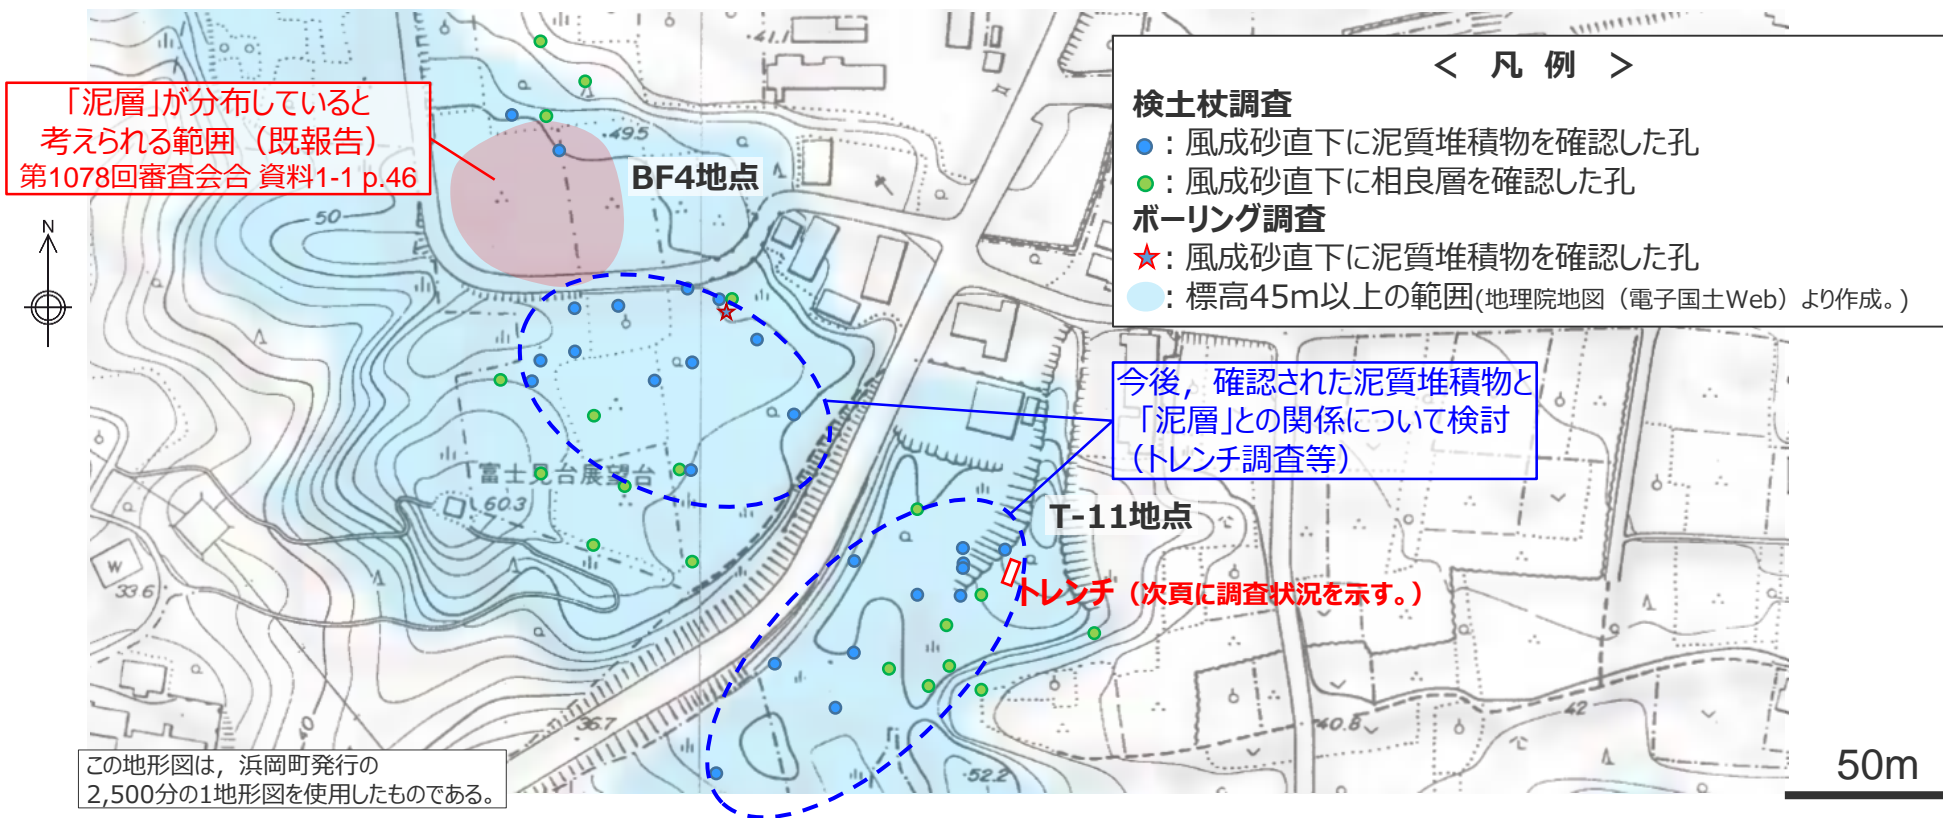 「泥層」が分布していると
考えられる範囲（既報告）
第1078回審査会合 資料1-1 p.46
N
50
・41.1
・49.5
BF4地点
＜ 凡 例 ＞
検土杖調査
：風成砂直下に泥質堆積物を確認した孔
：風成砂直下に相良層を確認した孔
ボーリング調査
：風成砂直下に泥質堆積物を確認した孔
：標高45m以上の範囲(地理院地図（電子国土Web）より作成。)
今後，確認された泥質堆積物と
「泥層」との関係について検討
（トレンチ調査等）
富士見台展望台
60.3
T-11地点
トレンチ（次頁に調査状況を示す。）
W
33.6
40
36.7
・52.2
・40.8
42
この地形図は，浜岡町発行の
2,500分の1地形図を使用したものである。
50m